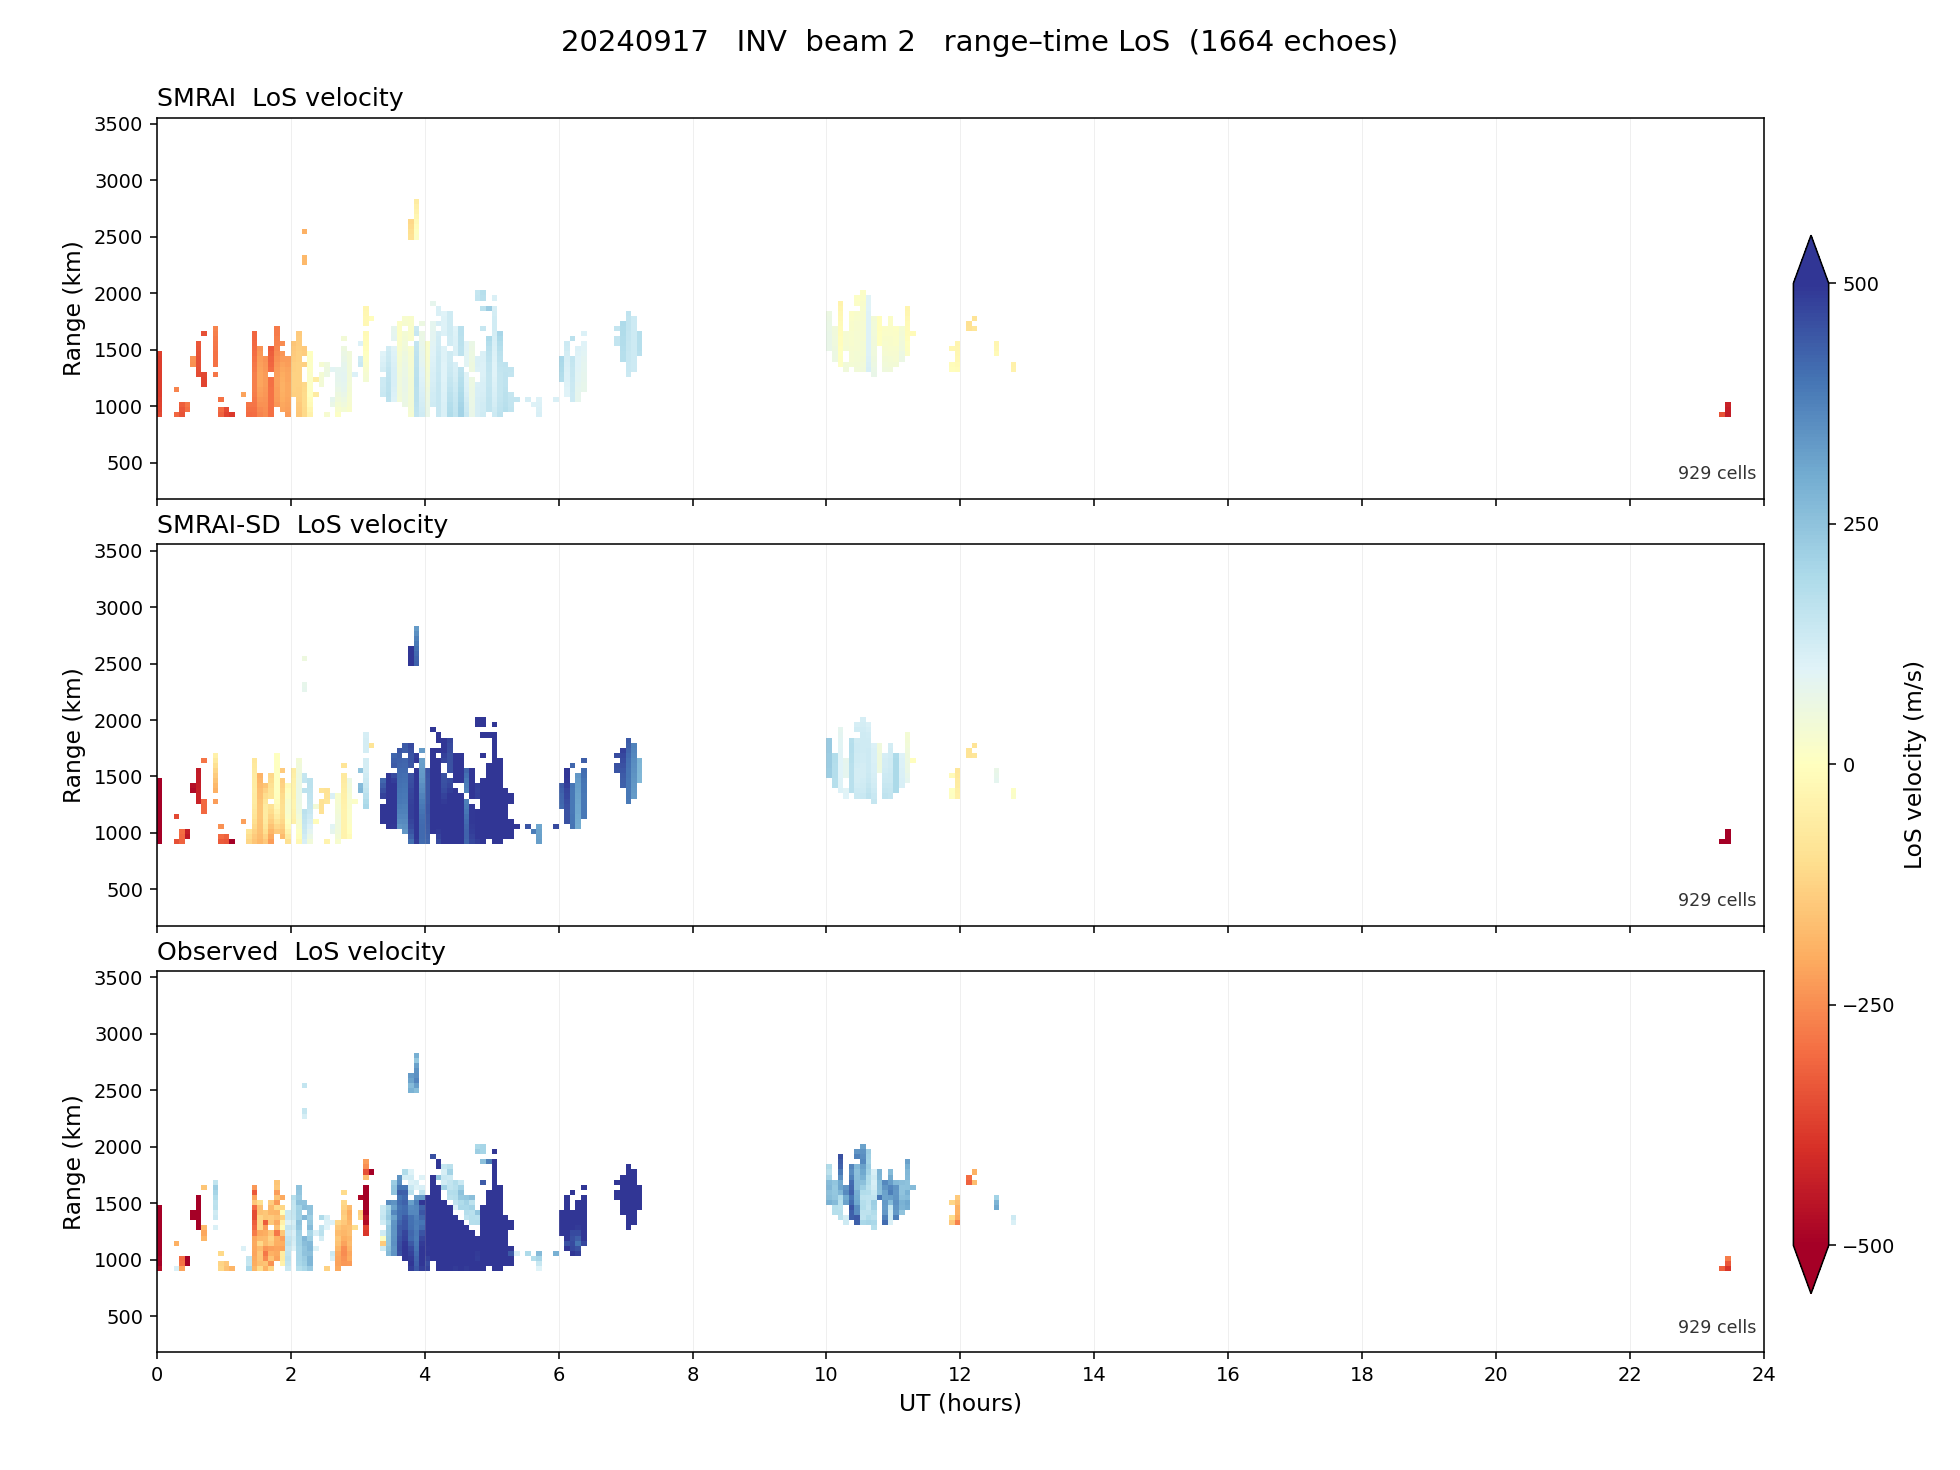 20240917   INV  beam 2   range–time LoS  (1664 echoes)
SMRAI  LoS velocity
3500
3000
2500
2000
1500
1000
500
Range (km)
929 cells
SMRAI-SD  LoS velocity
3500
3000
2500
2000
1500
1000
500
Range (km)
929 cells
Observed  LoS velocity
3500
3000
2500
2000
1500
1000
500
Range (km)
929 cells
0 2 4 6 8 10 12 14 16 18 20 22 24
UT (hours)
500
250
0
−250
−500
LoS velocity (m/s)